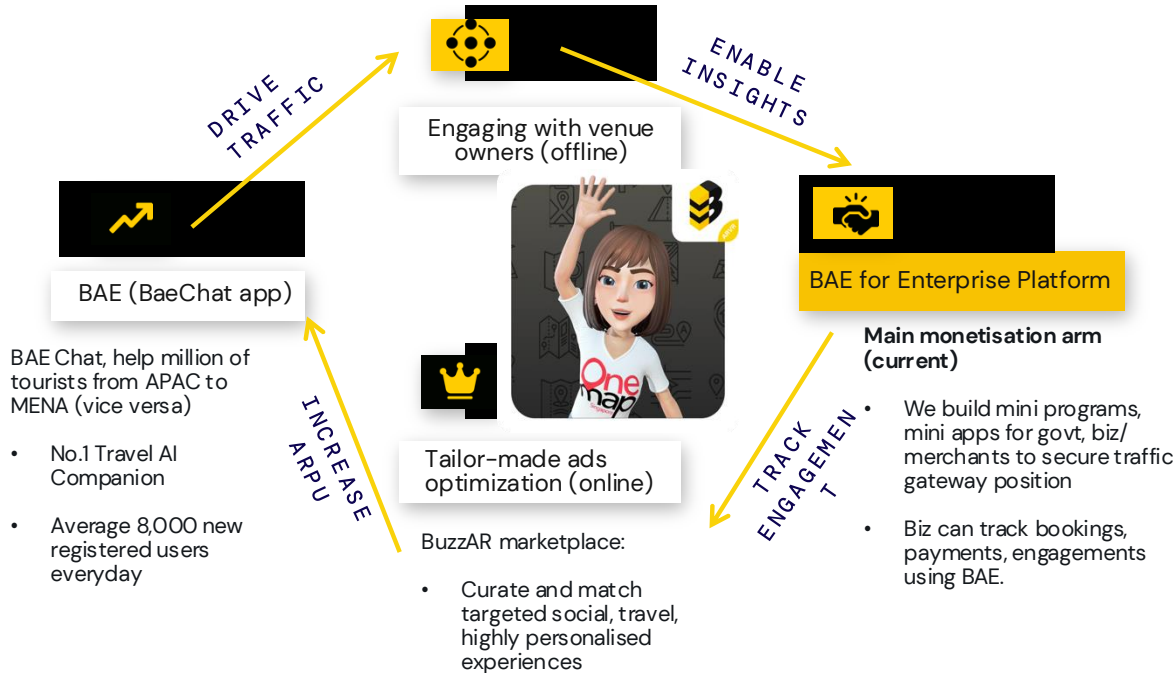 DRIVE
TRAFFIC
ENABLE
INSIGHTS
Engaging with venue
owners (offline)
BAE (BaeChat app)
BAE Chat, help million of
tourists from APAC to
MENA (vice versa)
• No.1 Travel AI
Companion
• Average 8,000 new
registered users
everyday
B
ARVR
One
map
BAE for Enterprise Platform
Main monetisation arm
(current)
• We build mini programs,
mini apps for govt, biz/
merchants to secure traffic
gateway position
• Biz can track bookings,
payments, engagements
using BAE.
TRACK
ENGAGEMEN
T
INCREASE
ARPU
Tailor-made ads
optimization (online)
BuzzAR marketplace:
• Curate and match
targeted social, travel,
highly personalised
experiences